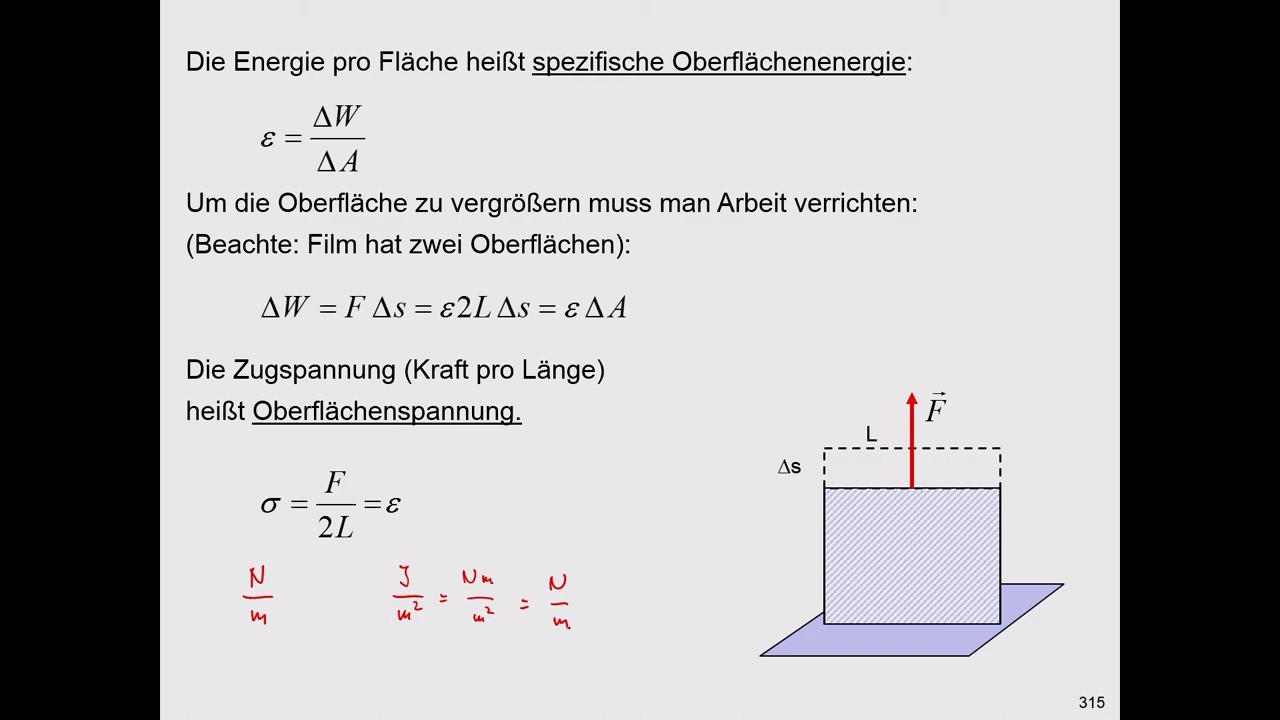 Die Energie pro Fläche heißt spezifische Oberflächenenergie:
ε = ΔW / ΔA
Um die Oberfläche zu vergrößern muss man Arbeit verrichten:
(Beachte: Film hat zwei Oberflächen):
ΔW = F Δs = ε2L Δs = ε ΔA
Die Zugspannung (Kraft pro Länge)
heißt Oberflächenspannung.
σ = F / 2L = ε
N / m
J / m² = Nm / m² = N / m
F⃗
L
Δs
315